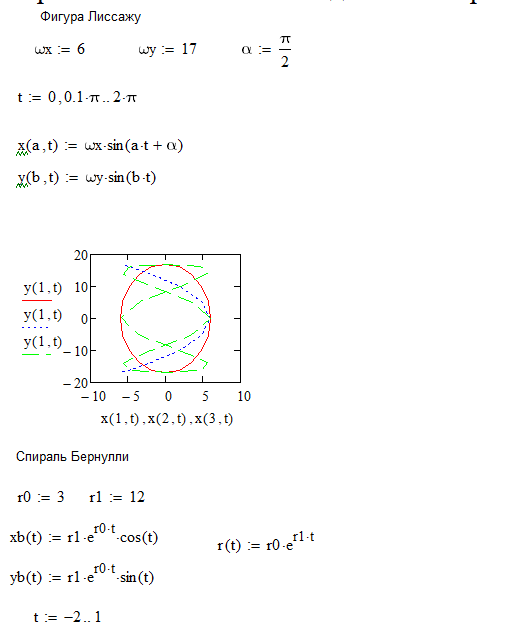 Фигура Лиссажу
ωx := 6 ωy := 17 α := π/2
t := 0,0.1·π..2·π
x(a,t) := ωx·sin(a·t + α)
y(b,t) := ωy·sin(b·t)
20
y(1,t) 10
y(1,t) 0
y(1,t) −10
−20
−10 −5 0 5 10
x(1,t),x(2,t),x(3,t)
Спираль Бернулли
r0 := 3 r1 := 12
xb(t) := r1·e^r0·t·cos(t) r(t) := r0·e^r1·t
yb(t) := r1·e^r0·t·sin(t)
t := −2..1